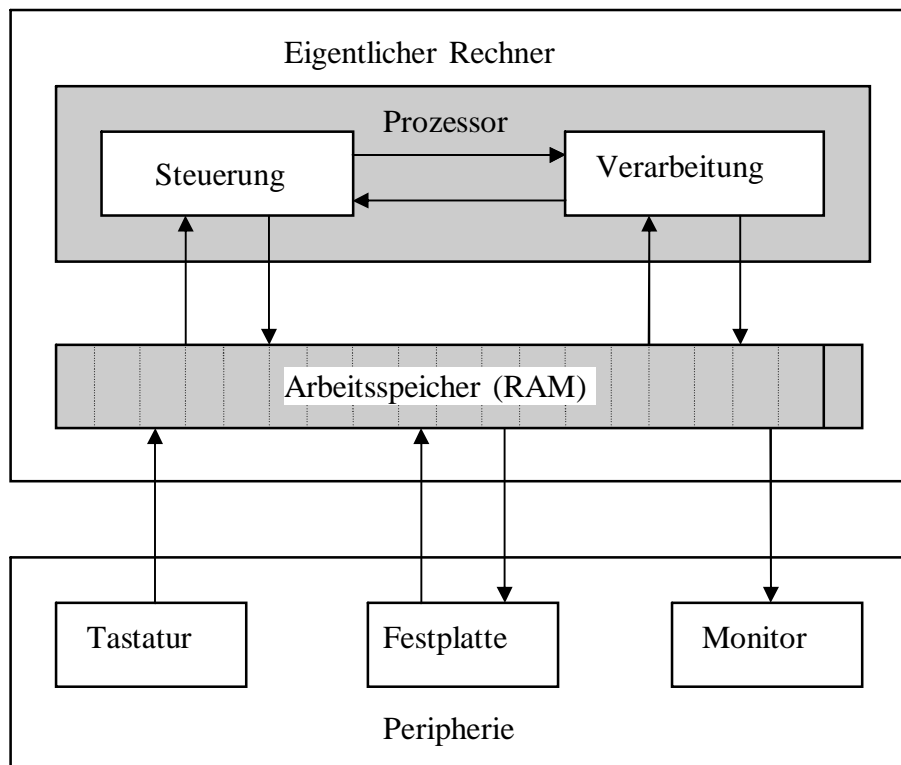 Eigentlicher Rechner
Prozessor
Steuerung
Verarbeitung
Arbeitsspeicher (RAM)
Tastatur
Festplatte
Monitor
Peripherie